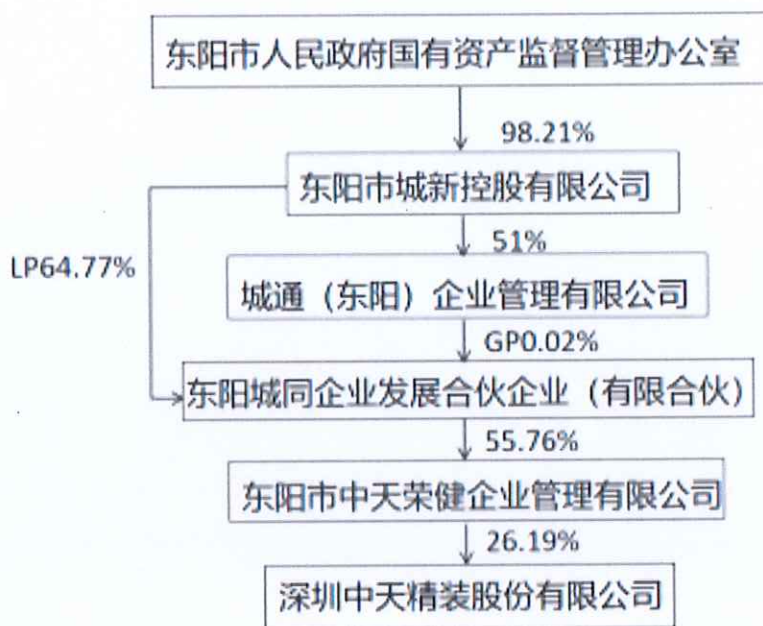 东阳市人民政府国有资产监督管理办公室
98.21%
东阳市城新控股有限公司
51%
LP64.77%
城通（东阳）企业管理有限公司
GP0.02%
东阳城同企业发展合伙企业（有限合伙）
55.76%
东阳市中天荣健企业管理有限公司
26.19%
深圳中天精装股份有限公司